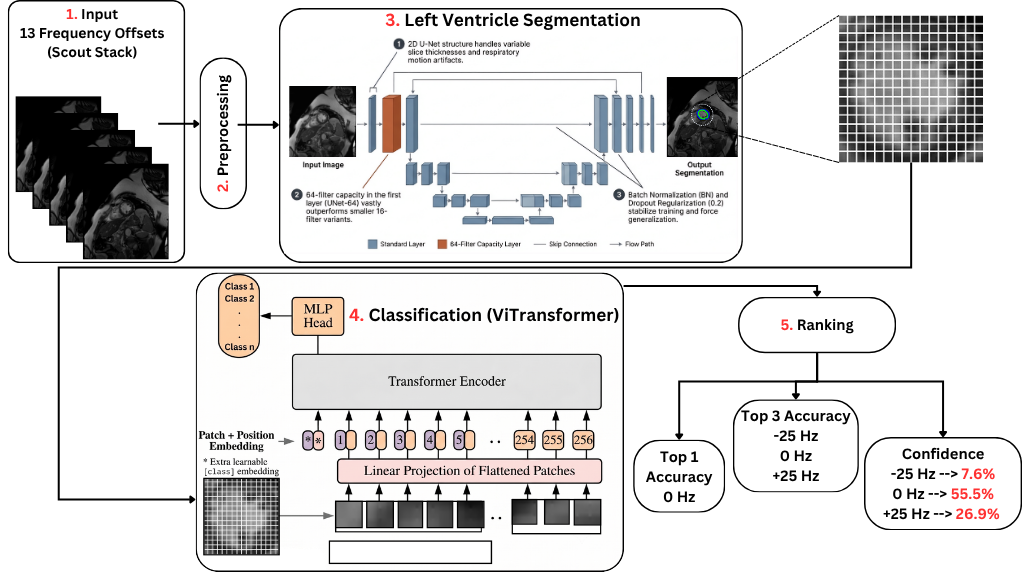 1. Input
13 Frequency Offsets
(Scout Stack)
2. Preprocessing
3. Left Ventricle Segmentation
1 2D U-Net structure handles variable
slice thicknesses and respiratory
motion artifacts.
Input Image
Output
Segmentation
2 64-filter capacity in the first
layer (UNet-64) vastly
outperforms smaller 16-
filter variants.
3 Batch Normalization (BN) and
Dropout Regularization (0.2)
stabilize training and force
generalization.
Standard Layer
64-Filter Capacity Layer
Skip Connection
Flow Path
4. Classification (ViTransformer)
Class 1
Class 2
.
.
.
Class n
MLP
Head
Transformer Encoder
Patch + Position
Embedding
* * 1 2 3 4 5 . . 254 255 256
* Extra learnable
[class] embedding
Linear Projection of Flattened Patches
. .
5. Ranking
Top 1
Accuracy
0 Hz
Top 3 Accuracy
-25 Hz
0 Hz
+25 Hz
Confidence
-25 Hz --> 7.6%
0 Hz --> 55.5%
+25 Hz --> 26.9%